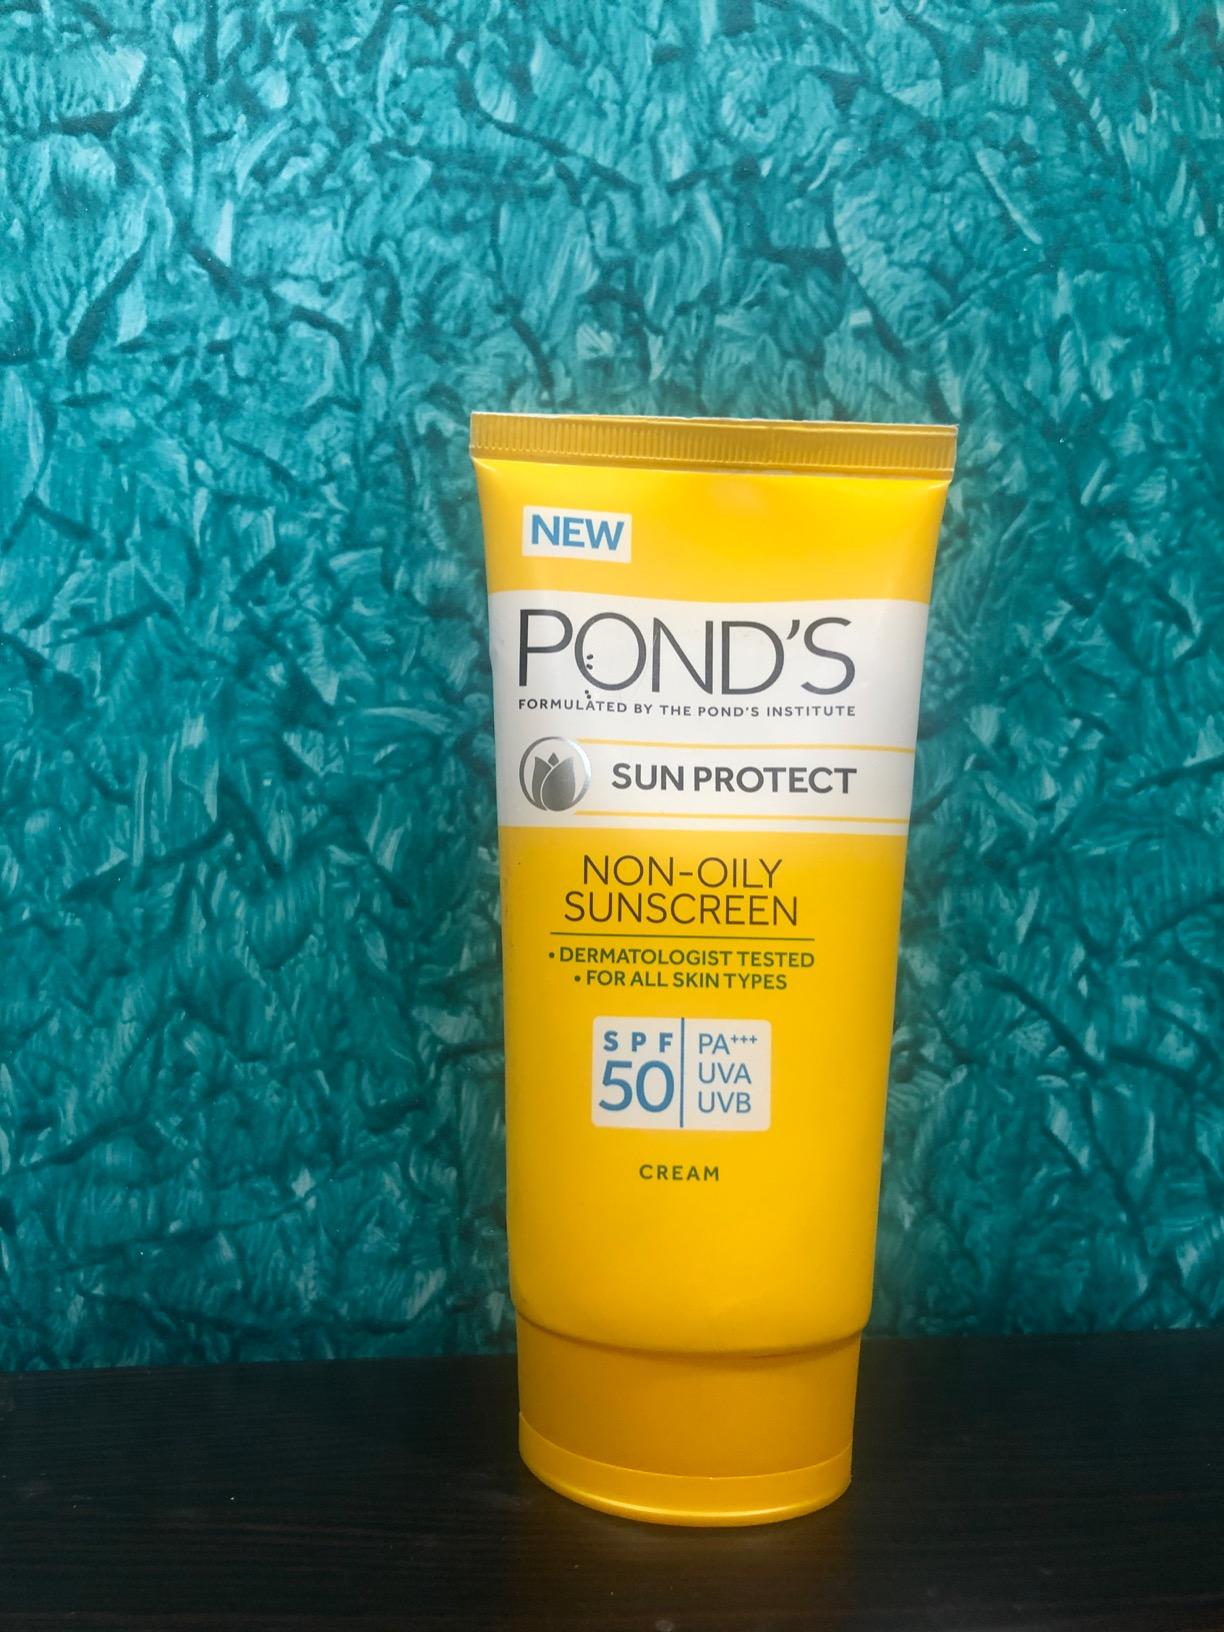 NEW
POND'S
FORMULATED BY THE POND'S INSTITUTE
SUN PROTECT
NON-OILY
SUNSCREEN
• DERMATOLOGIST TESTED
• FOR ALL SKIN TYPES
SPF PA+++
50 UVA
UVB
CREAM